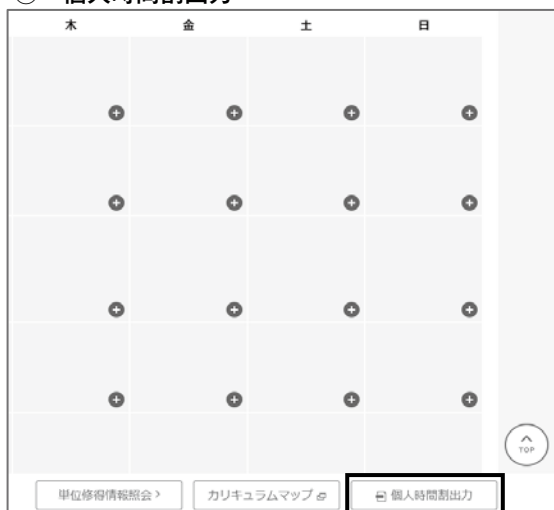 個人時間割出力
木 金 土 日
TOP
単位修得情報照会 >
カリキュラムマップ
個人時間割出力